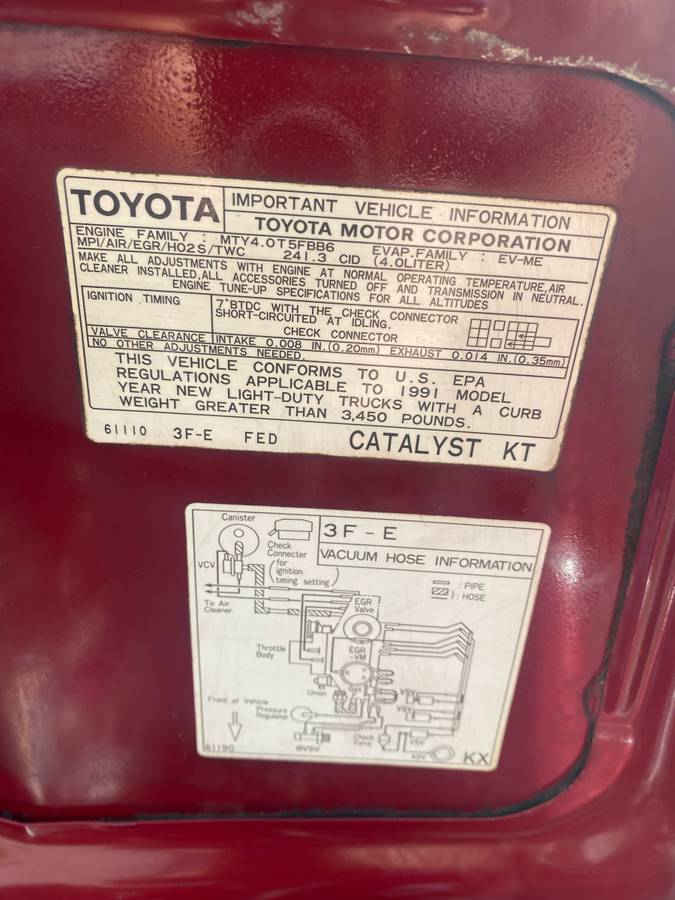 TOYOTA
IMPORTANT VEHICLE INFORMATION
TOYOTA MOTOR CORPORATION
ENGINE FAMILY : MTY4.0T5FBB6 EVAP.FAMILY : EV-ME
MPI/AIR/EGR/HO2S/TWC 241.3 CID (4.0LITER)
MAKE ALL ADJUSTMENTS WITH ENGINE AT NORMAL OPERATING TEMPERATURE,AIR
CLEANER INSTALLED,ALL ACCESSORIES TURNED OFF AND TRANSMISSION IN NEUTRAL.
ENGINE TUNE-UP SPECIFICATIONS FOR ALL ALTITUDES
IGNITION TIMING
7°BTDC WITH THE CHECK CONNECTOR
SHORT-CIRCUITED AT IDLING.
CHECK CONNECTOR
VALVE CLEARANCE INTAKE 0.008 IN.(0.20mm) EXHAUST 0.014 IN.(0.35mm)
NO OTHER ADJUSTMENTS NEEDED.
THIS VEHICLE CONFORMS TO U.S. EPA
REGULATIONS APPLICABLE TO 1991 MODEL
YEAR NEW LIGHT-DUTY TRUCKS WITH A CURB
WEIGHT GREATER THAN 3,450 POUNDS.
61110 3F-E FED CATALYST KT
3F-E
VACUUM HOSE INFORMATION
: PIPE
: HOSE
Canister
Check
Connecter
(for
ignition
timing setting)
VCV
To Air
Cleaner
EGR
Valve
EGR
-VM
Throttle
Body
Gas
Union
Front of Vehicle
Pressure
Regulator
VSV
VSV
VSV
Check
Valve
BVSV
ASV
61190
KX